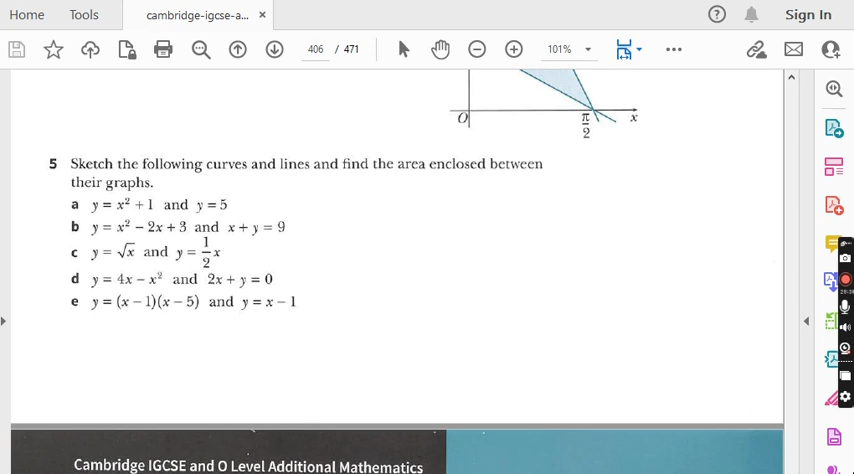 Home Tools cambridge-igcse-a... × Sign In
406 / 471 101%
O π/2 x
5 Sketch the following curves and lines and find the area enclosed between
their graphs.
a y = x² + 1 and y = 5
b y = x² − 2x + 3 and x + y = 9
c y = √x and y = 1/2 x
d y = 4x − x² and 2x + y = 0
e y = (x − 1)(x − 5) and y = x − 1
Cambridge IGCSE and O Level Additional Mathematics